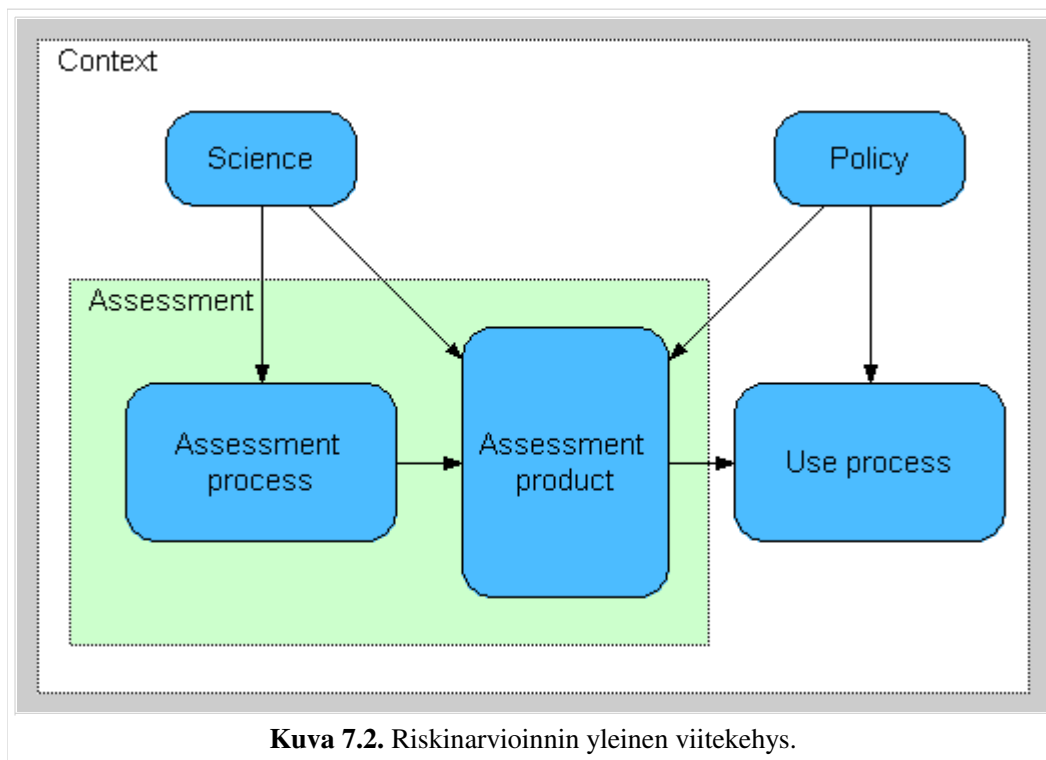 Context
Science
Policy
Assessment
Assessment
process
Assessment
product
Use process
Kuva 7.2. Riskinarvioinnin yleinen viitekehys.